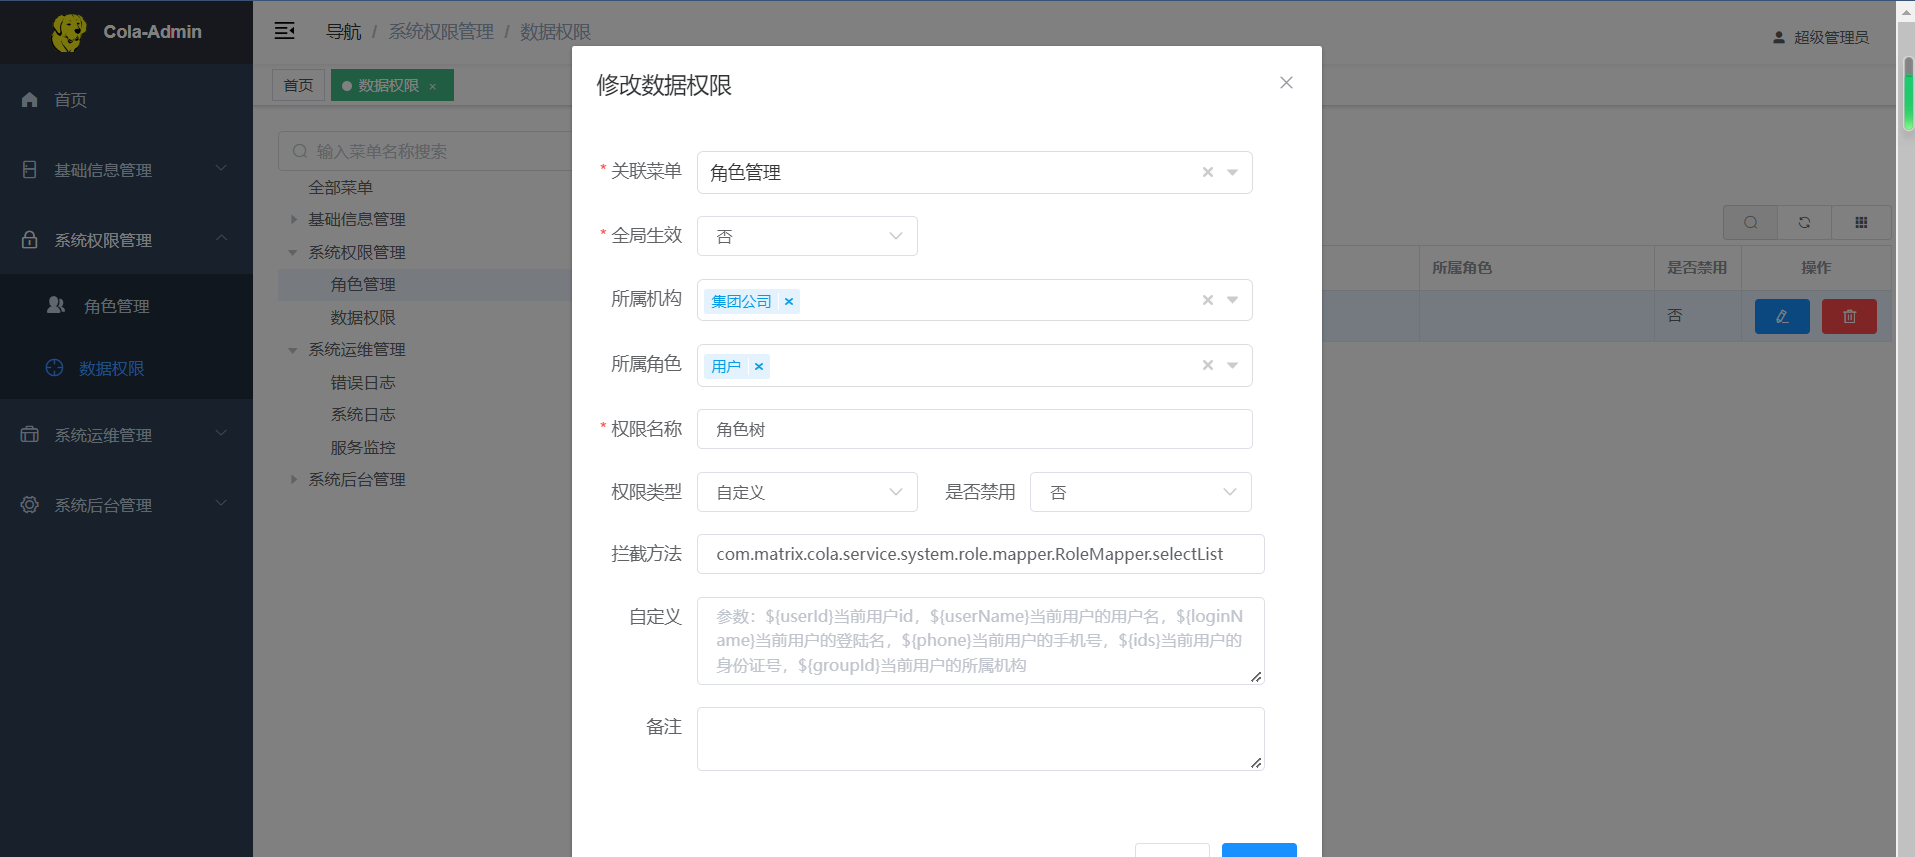 Cola-Admin
导航 / 系统权限管理 / 数据权限
超级管理员
首页
数据权限 ×
首页
基础信息管理
系统权限管理
角色管理
数据权限
系统运维管理
系统后台管理
输入菜单名称搜索
全部菜单
基础信息管理
系统权限管理
角色管理
数据权限
系统运维管理
错误日志
系统日志
服务监控
系统后台管理
所属角色
是否禁用
操作
否
修改数据权限
* 关联菜单 角色管理
* 全局生效 否
所属机构 集团公司 ×
所属角色 用户 ×
* 权限名称 角色树
权限类型 自定义 是否禁用 否
拦截方法 com.matrix.cola.service.system.role.mapper.RoleMapper.selectList
自定义 参数：${userId}当前用户id，${userName}当前用户的用户名，${loginN
ame}当前用户的登陆名，${phone}当前用户的手机号，${ids}当前用户的
身份证号，${groupId}当前用户的所属机构
备注